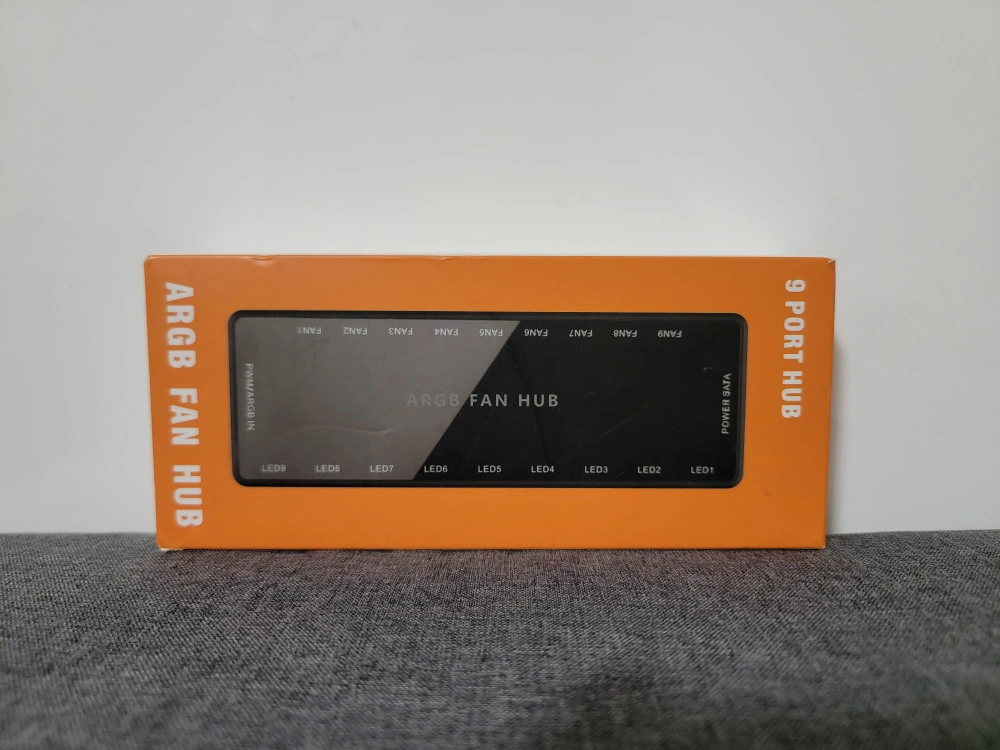 ARGB FAN HUB
9 PORT HUB
FAN1 FAN2 FAN3 FAN4 FAN5 FAN6 FAN7 FAN8 FAN9
PWM/ARGB IN
ARGB FAN HUB
POWER SATA
LED9 LED8 LED7 LED6 LED5 LED4 LED3 LED2 LED1